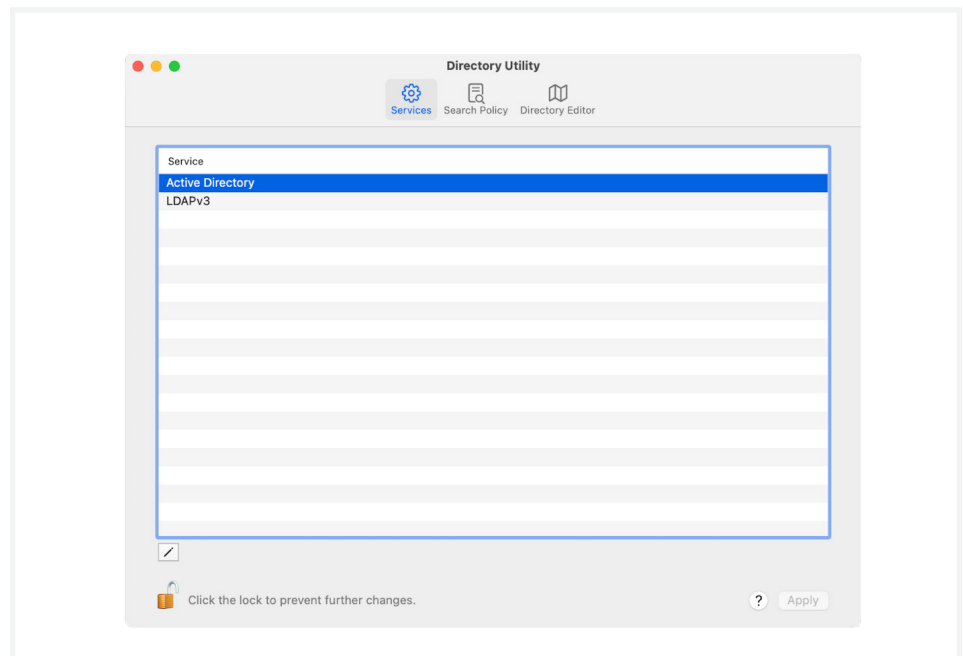 Directory Utility
Services Search Policy Directory Editor
Service
Active Directory
LDAPv3
Click the lock to prevent further changes.
? Apply